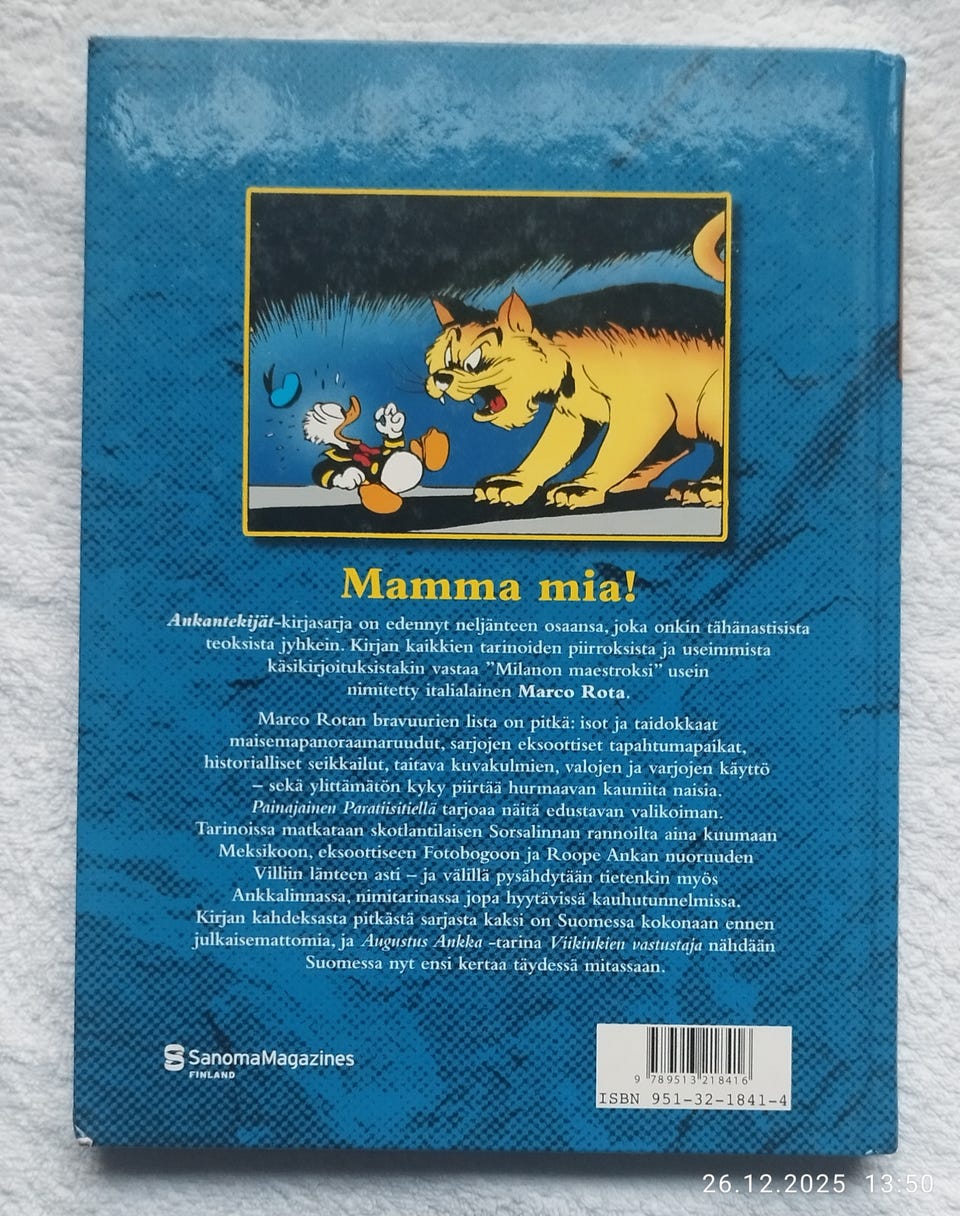 Mamma mia!
Ankantekijät-kirjasarja on edennyt neljänteen osaansa, joka onkin tähänastisista
teoksista jyhkein. Kirjan kaikkien tarinoiden piirroksista ja useimmista
käsikirjoituksistakin vastaa ”Milanon maestroksi” usein
nimitetty italialainen Marco Rota.
Marco Rotan bravuurien lista on pitkä: isot ja taidokkaat
maisemapanoraamaruudut, sarjojen eksoottiset tapahtumapaikat,
historialliset seikkailut, taitava kuvakulmien, valojen ja varjojen käyttö
– sekä ylittämätön kyky piirtää hurmaavan kauniita naisia.
Painajainen Paratiisitiellä tarjoaa näitä edustavan valikoiman.
Tarinoissa matkataan skotlantilaisen Sorsalinnan rannoilta aina kuumaan
Meksikoon, eksoottiseen Fotobogoon ja Roope Ankan nuoruuden
Villiin länteen asti – ja välillä pysähdytään tietenkin myös
Ankkalinnassa, nimitarinassa jopa hyytävissä kauhutunnelmissa.
Kirjan kahdeksasta pitkästä sarjasta kaksi on Suomessa kokonaan ennen
julkaisemattomia, ja Augustus Ankka -tarina Viikinkien vastustaja nähdään
Suomessa nyt ensi kertaa täydessä mitassaan.
SanomaMagazines
FINLAND
9 789513 218416
ISBN 951-32-1841-4
26.12.2025 13:50